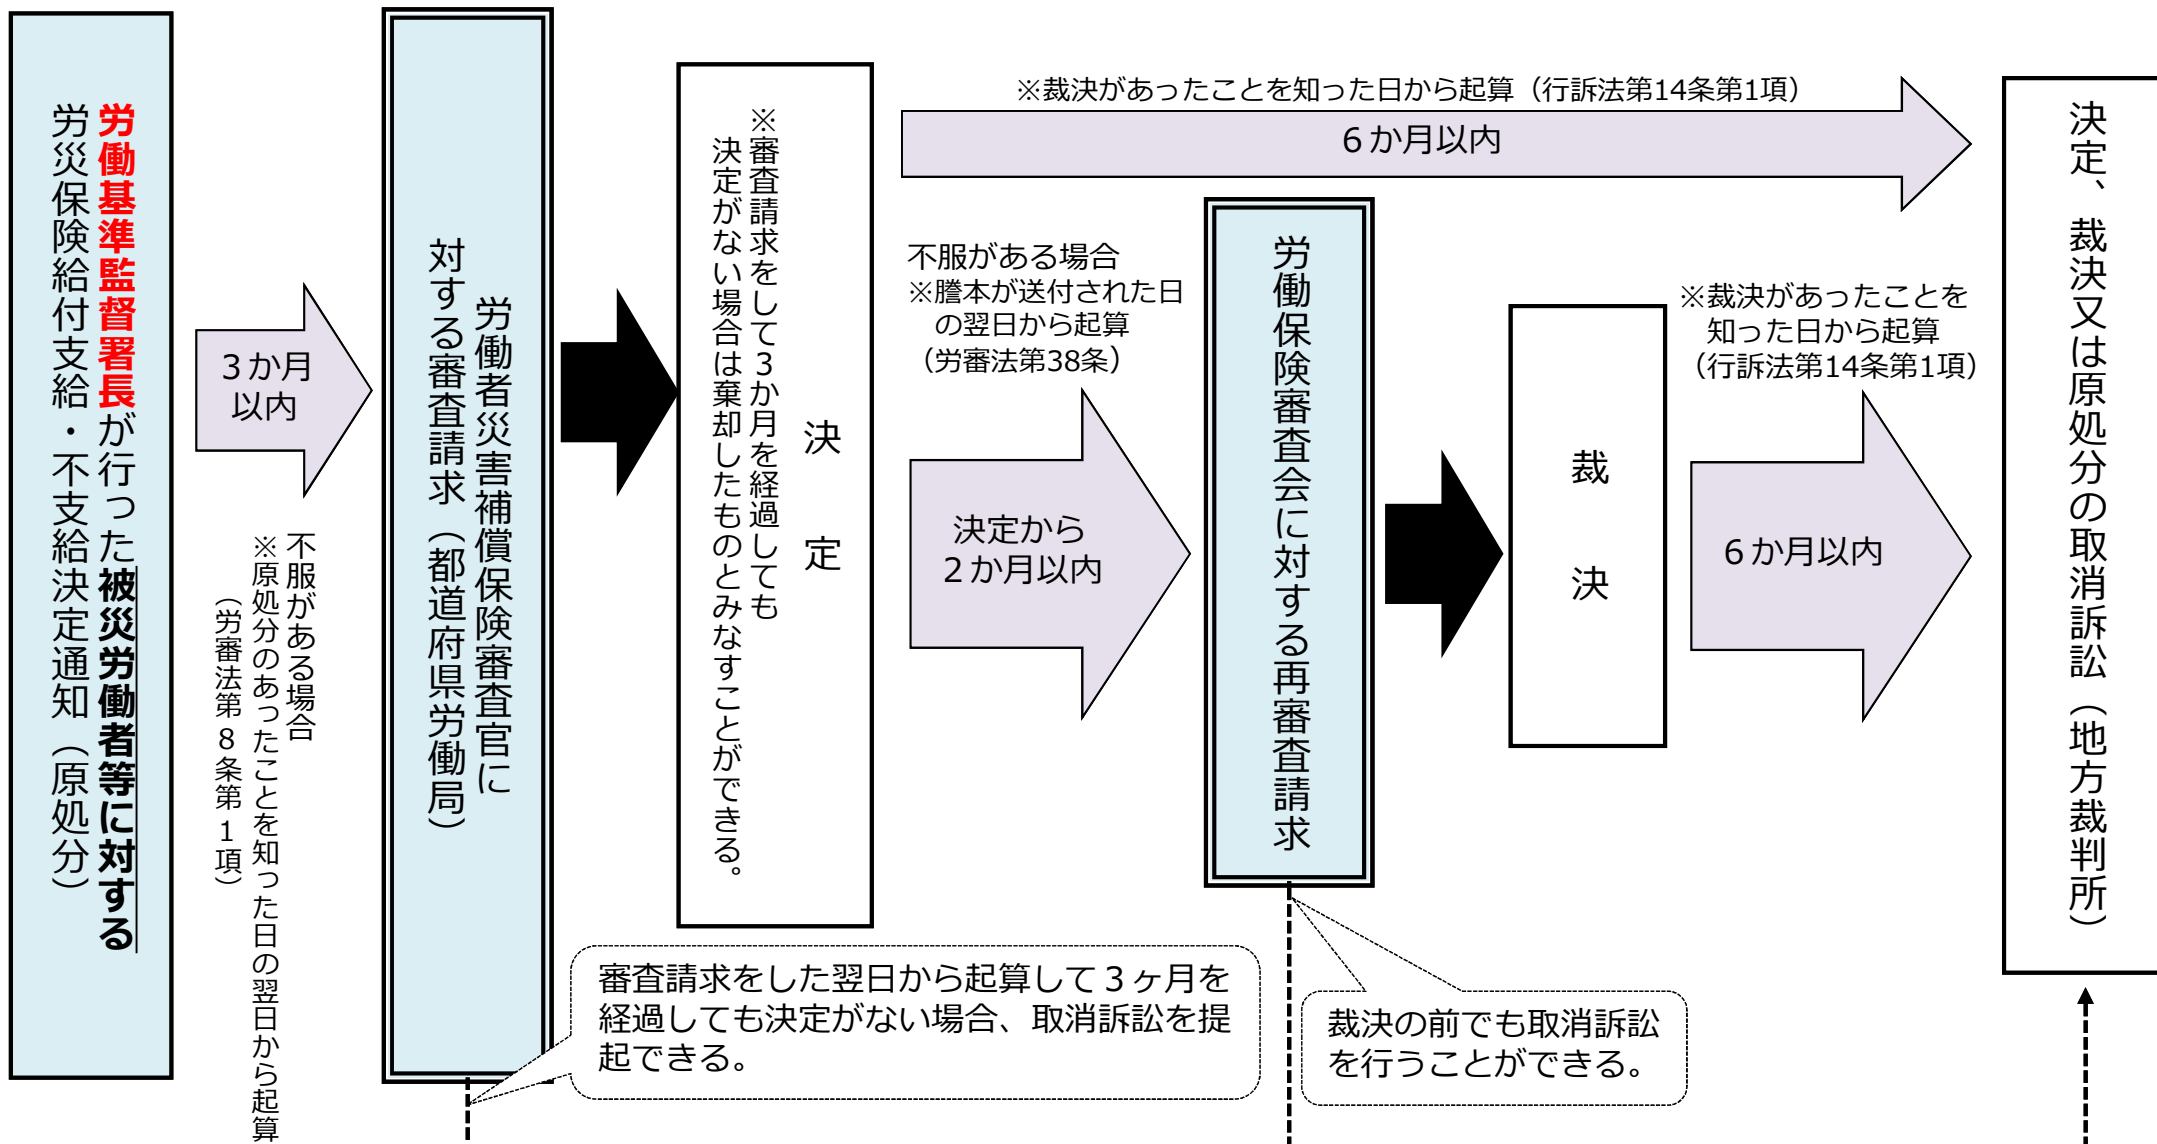 労働基準監督署長が行った被災労働者等に対する
労災保険給付支給・不支給決定通知（原処分）
3か月
以内
不服がある場合
※原処分のあったことを知った日の翌日から起算
（労審法第8条第1項）
労働者災害補償保険審査官に
対する審査請求（都道府県労働局）
決定
※審査請求をして3か月を経過しても
決定がない場合は棄却したものとみなすことができる。
※裁決があったことを知った日から起算（行訴法第14条第1項）
6か月以内
不服がある場合
※謄本が送付された日
の翌日から起算
（労審法第38条）
決定から
2か月以内
労働保険審査会に対する再審査請求
裁決
※裁決があったことを
知った日から起算
（行訴法第14条第1項）
6か月以内
決定、裁決又は原処分の取消訴訟（地方裁判所）
審査請求をした翌日から起算して3ヶ月を
経過しても決定がない場合、取消訴訟を提
起できる。
裁決の前でも取消訴訟
を行うことができる。